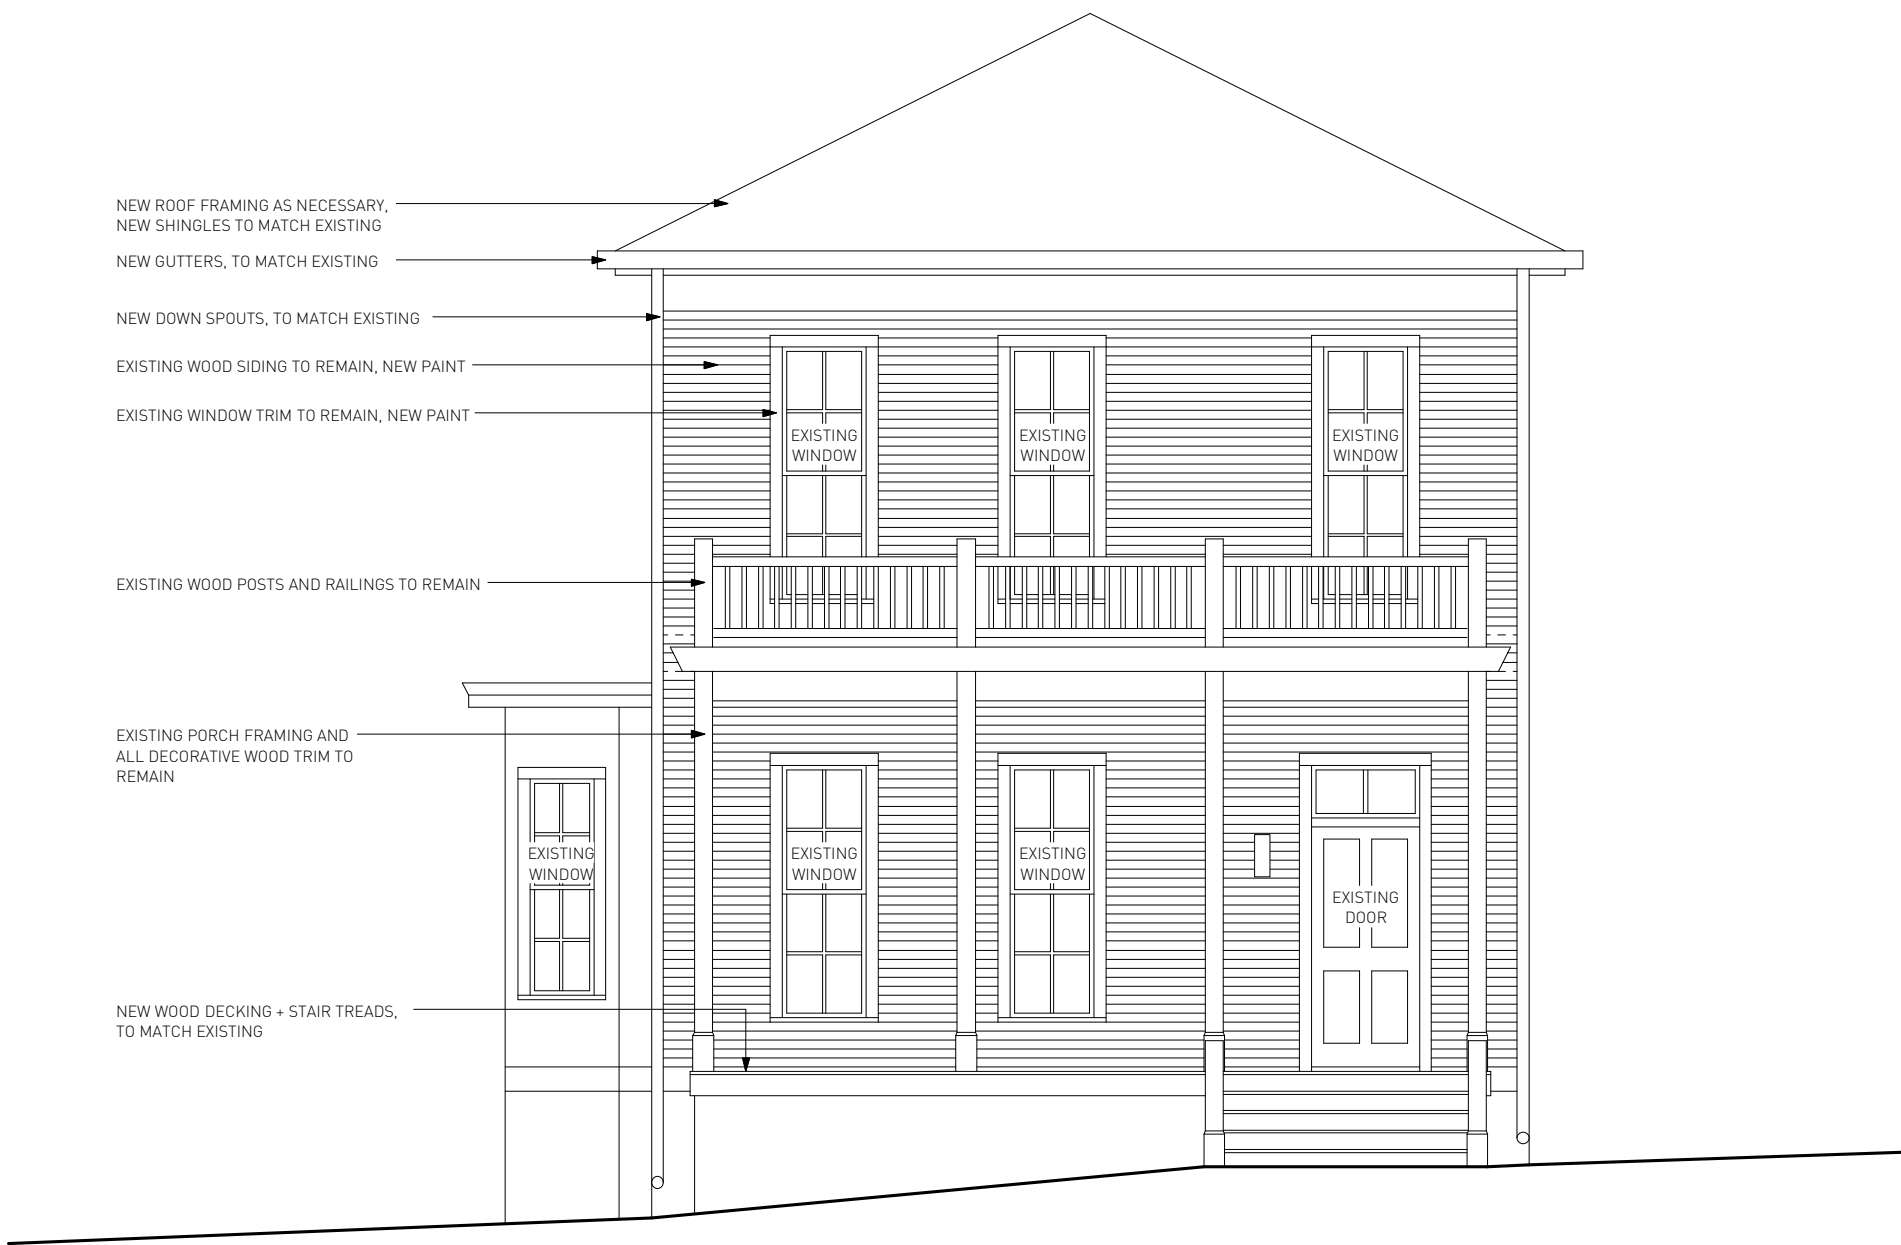 NEW ROOF FRAMING AS NECESSARY,
NEW SHINGLES TO MATCH EXISTING
NEW GUTTERS, TO MATCH EXISTING
NEW DOWN SPOUTS, TO MATCH EXISTING
EXISTING WOOD SIDING TO REMAIN, NEW PAINT
EXISTING WINDOW TRIM TO REMAIN, NEW PAINT
EXISTING
WINDOW
EXISTING
WINDOW
EXISTING
WINDOW
EXISTING WOOD POSTS AND RAILINGS TO REMAIN
EXISTING PORCH FRAMING AND
ALL DECORATIVE WOOD TRIM TO
REMAIN
EXISTING
WINDOW
EXISTING
WINDOW
EXISTING
WINDOW
EXISTING
DOOR
NEW WOOD DECKING + STAIR TREADS,
TO MATCH EXISTING